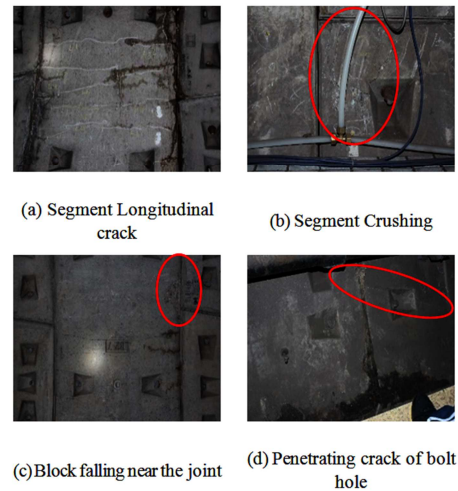 (a) Segment Longitudinal
crack
(b) Segment Crushing
(c) Block falling near the joint
(d) Penetrating crack of bolt
hole